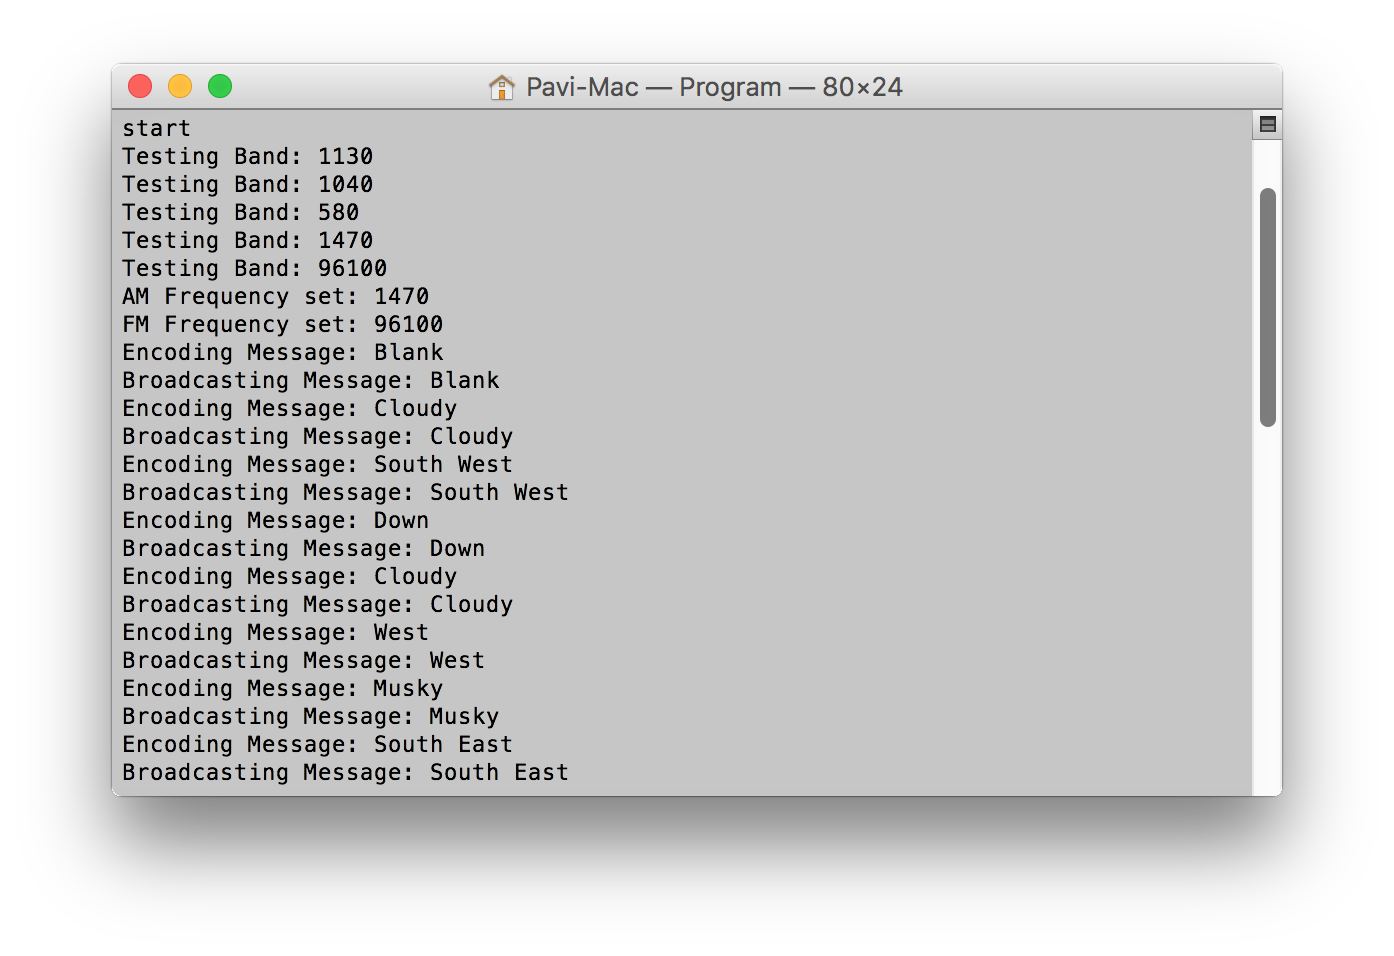 Pavi-Mac — Program — 80×24
start
Testing Band: 1130
Testing Band: 1040
Testing Band: 580
Testing Band: 1470
Testing Band: 96100
AM Frequency set: 1470
FM Frequency set: 96100
Encoding Message: Blank
Broadcasting Message: Blank
Encoding Message: Cloudy
Broadcasting Message: Cloudy
Encoding Message: South West
Broadcasting Message: South West
Encoding Message: Down
Broadcasting Message: Down
Encoding Message: Cloudy
Broadcasting Message: Cloudy
Encoding Message: West
Broadcasting Message: West
Encoding Message: Musky
Broadcasting Message: Musky
Encoding Message: South East
Broadcasting Message: South East